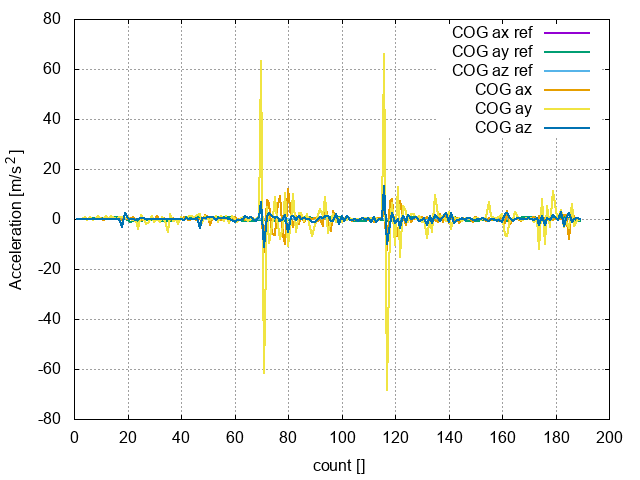 80
60
40
20
0
-20
-40
-60
-80
Acceleration [m/s²]
COG ax ref
COG ay ref
COG az ref
COG ax
COG ay
COG az
0 20 40 60 80 100 120 140 160 180 200
count []